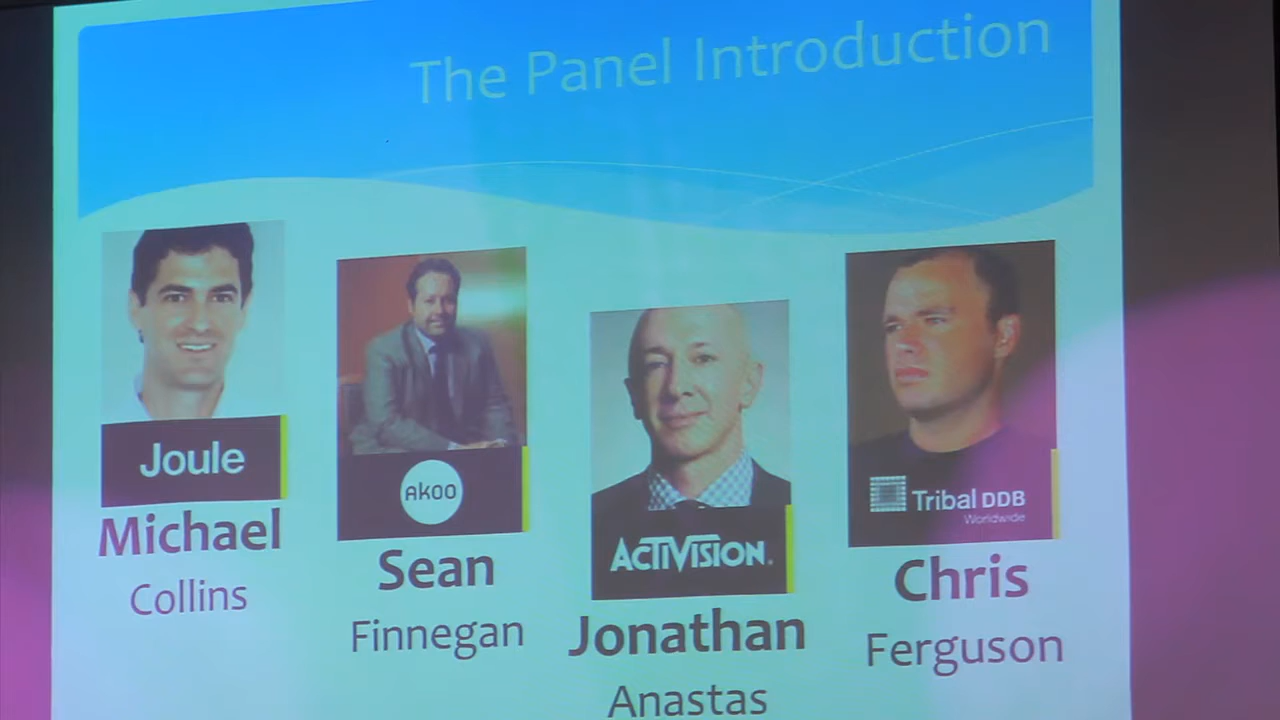 The Panel Introduction
Joule
Michael
Collins
AKOO
Sean
Finnegan
ACTIVISION.
Jonathan
Anastas
Tribal DDB
Worldwide
Chris
Ferguson